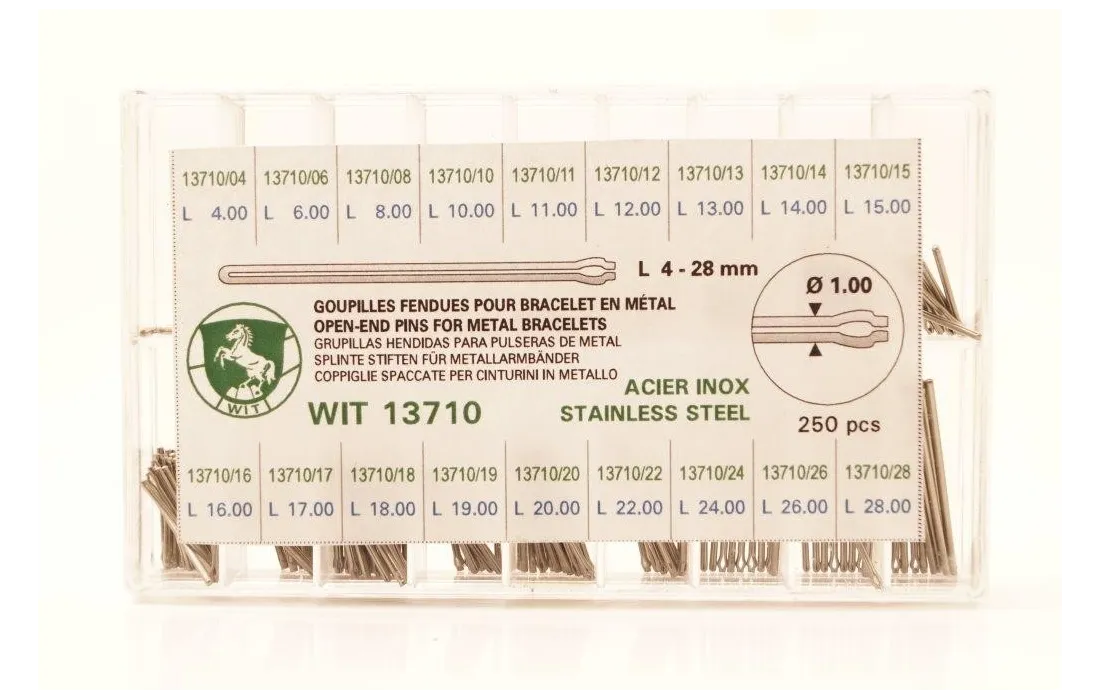 13710/04 13710/06 13710/08 13710/10 13710/11 13710/12 13710/13 13710/14 13710/15
L 4.00 L 6.00 L 8.00 L 10.00 L 11.00 L 12.00 L 13.00 L 14.00 L 15.00
L 4 - 28 mm
Ø 1.00
GOUPILLES FENDUES POUR BRACELET EN MÉTAL
OPEN-END PINS FOR METAL BRACELETS
GRUPILLAS HENDIDAS PARA PULSERAS DE METAL
SPLINTE STIFTEN FÜR METALLARMBÄNDER
COPPIGLIE SPACCATE PER CINTURINI IN METALLO
WIT
WIT 13710
ACIER INOX
STAINLESS STEEL
250 pcs
13710/16 13710/17 13710/18 13710/19 13710/20 13710/22 13710/24 13710/26 13710/28
L 16.00 L 17.00 L 18.00 L 19.00 L 20.00 L 22.00 L 24.00 L 26.00 L 28.00